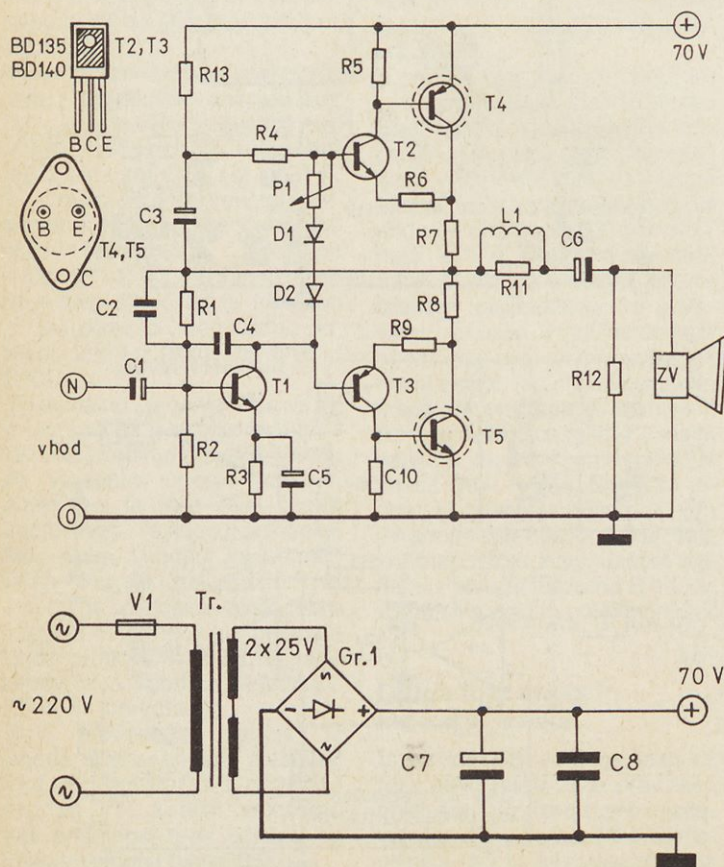 BD135
BD140
T2,T3
B C E
B E
T4,T5
C
R13
R5
T4
+
70 V
R4
T2
P1
R6
C3
D1
R7
L1
C6
C2
R1
D2
R8
R11
C4
R9
N
C1
T1
T3
R12
ZV
vhod
R2
R3
C5
C10
T5
0
~
V1
Tr.
2x25V
Gr.1
~
-
+
~
70 V
+
~ 220 V
C7
C8
~